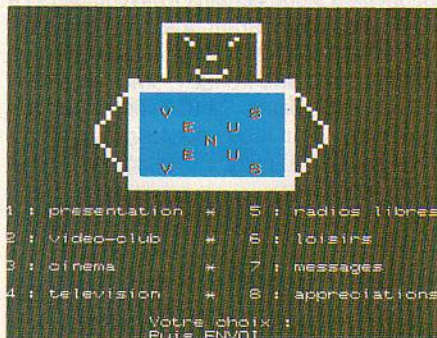 V S
E U
N
E U
V S
1 : presentation * 5 : radios libres
2 : video-club * 6 : loisirs
3 : cinema * 7 : messages
4 : television * 8 : appreciations
Votre choix :
Puis ENVOI